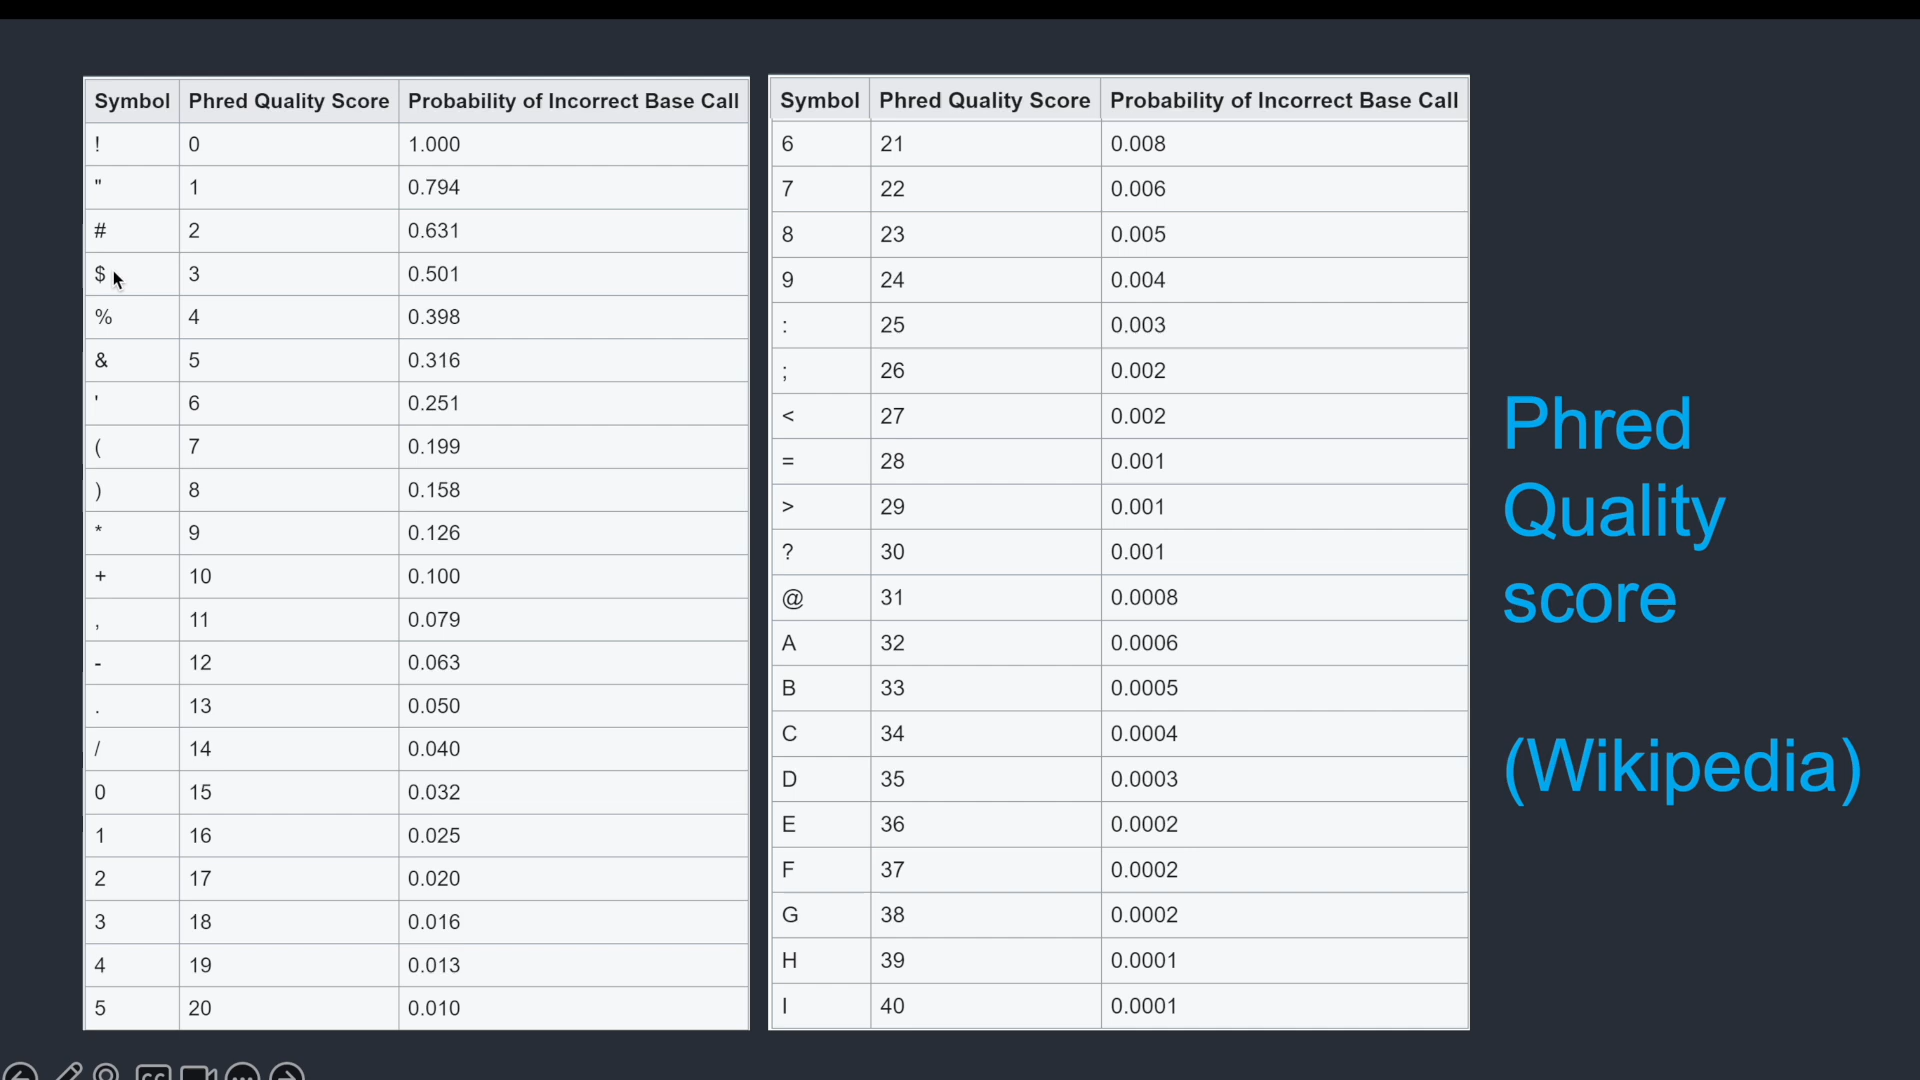 Symbol Phred Quality Score Probability of Incorrect Base Call
! 0 1.000
" 1 0.794
# 2 0.631
$ 3 0.501
% 4 0.398
& 5 0.316
' 6 0.251
( 7 0.199
) 8 0.158
* 9 0.126
+ 10 0.100
, 11 0.079
- 12 0.063
. 13 0.050
/ 14 0.040
0 15 0.032
1 16 0.025
2 17 0.020
3 18 0.016
4 19 0.013
5 20 0.010
Symbol Phred Quality Score Probability of Incorrect Base Call
6 21 0.008
7 22 0.006
8 23 0.005
9 24 0.004
: 25 0.003
; 26 0.002
< 27 0.002
= 28 0.001
> 29 0.001
? 30 0.001
@ 31 0.0008
A 32 0.0006
B 33 0.0005
C 34 0.0004
D 35 0.0003
E 36 0.0002
F 37 0.0002
G 38 0.0002
H 39 0.0001
I 40 0.0001
Phred
Quality
score
(Wikipedia)
CC